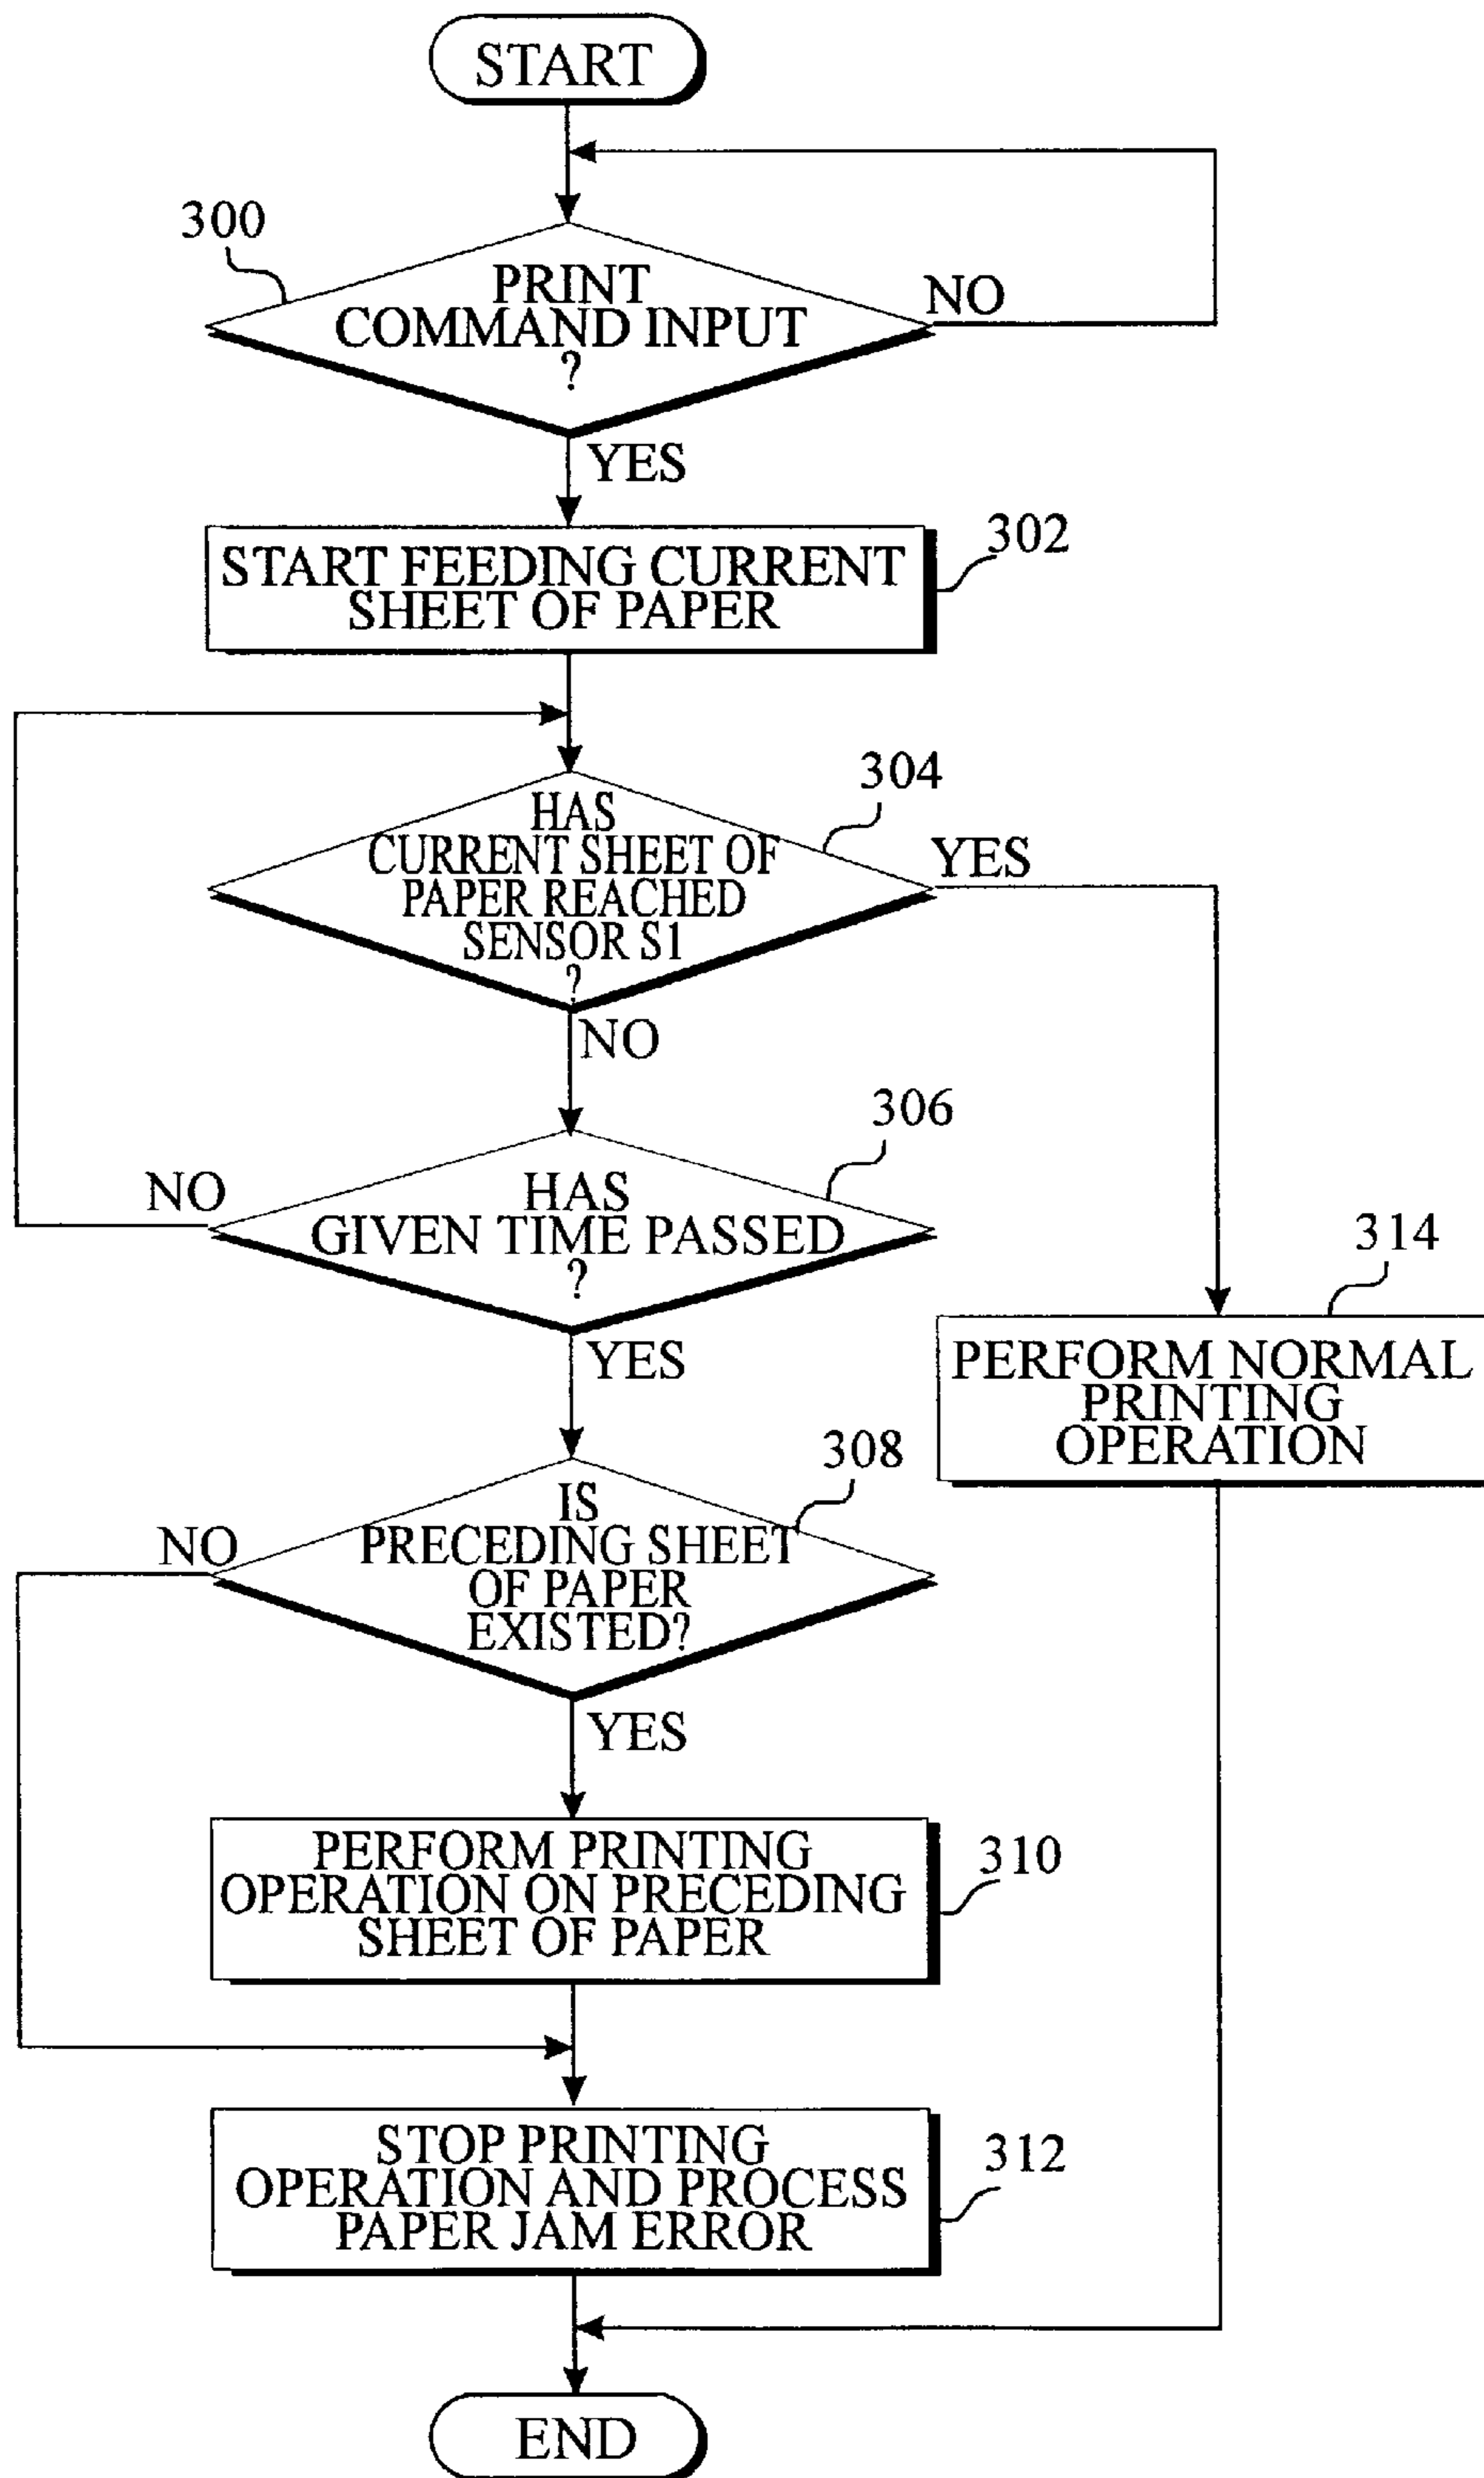 START
300
PRINT
COMMAND INPUT
?
NO
YES
START FEEDING CURRENT
SHEET OF PAPER
302
304
HAS
CURRENT SHEET OF
PAPER REACHED
SENSOR S1
?
YES
NO
306
HAS
GIVEN TIME PASSED
?
NO
YES
314
PERFORM NORMAL
PRINTING
OPERATION
308
IS
PRECEDING SHEET
OF PAPER
EXISTED?
NO
YES
PERFORM PRINTING
OPERATION ON PRECEDING
SHEET OF PAPER
310
STOP PRINTING
OPERATION AND PROCESS
PAPER JAM ERROR
312
END